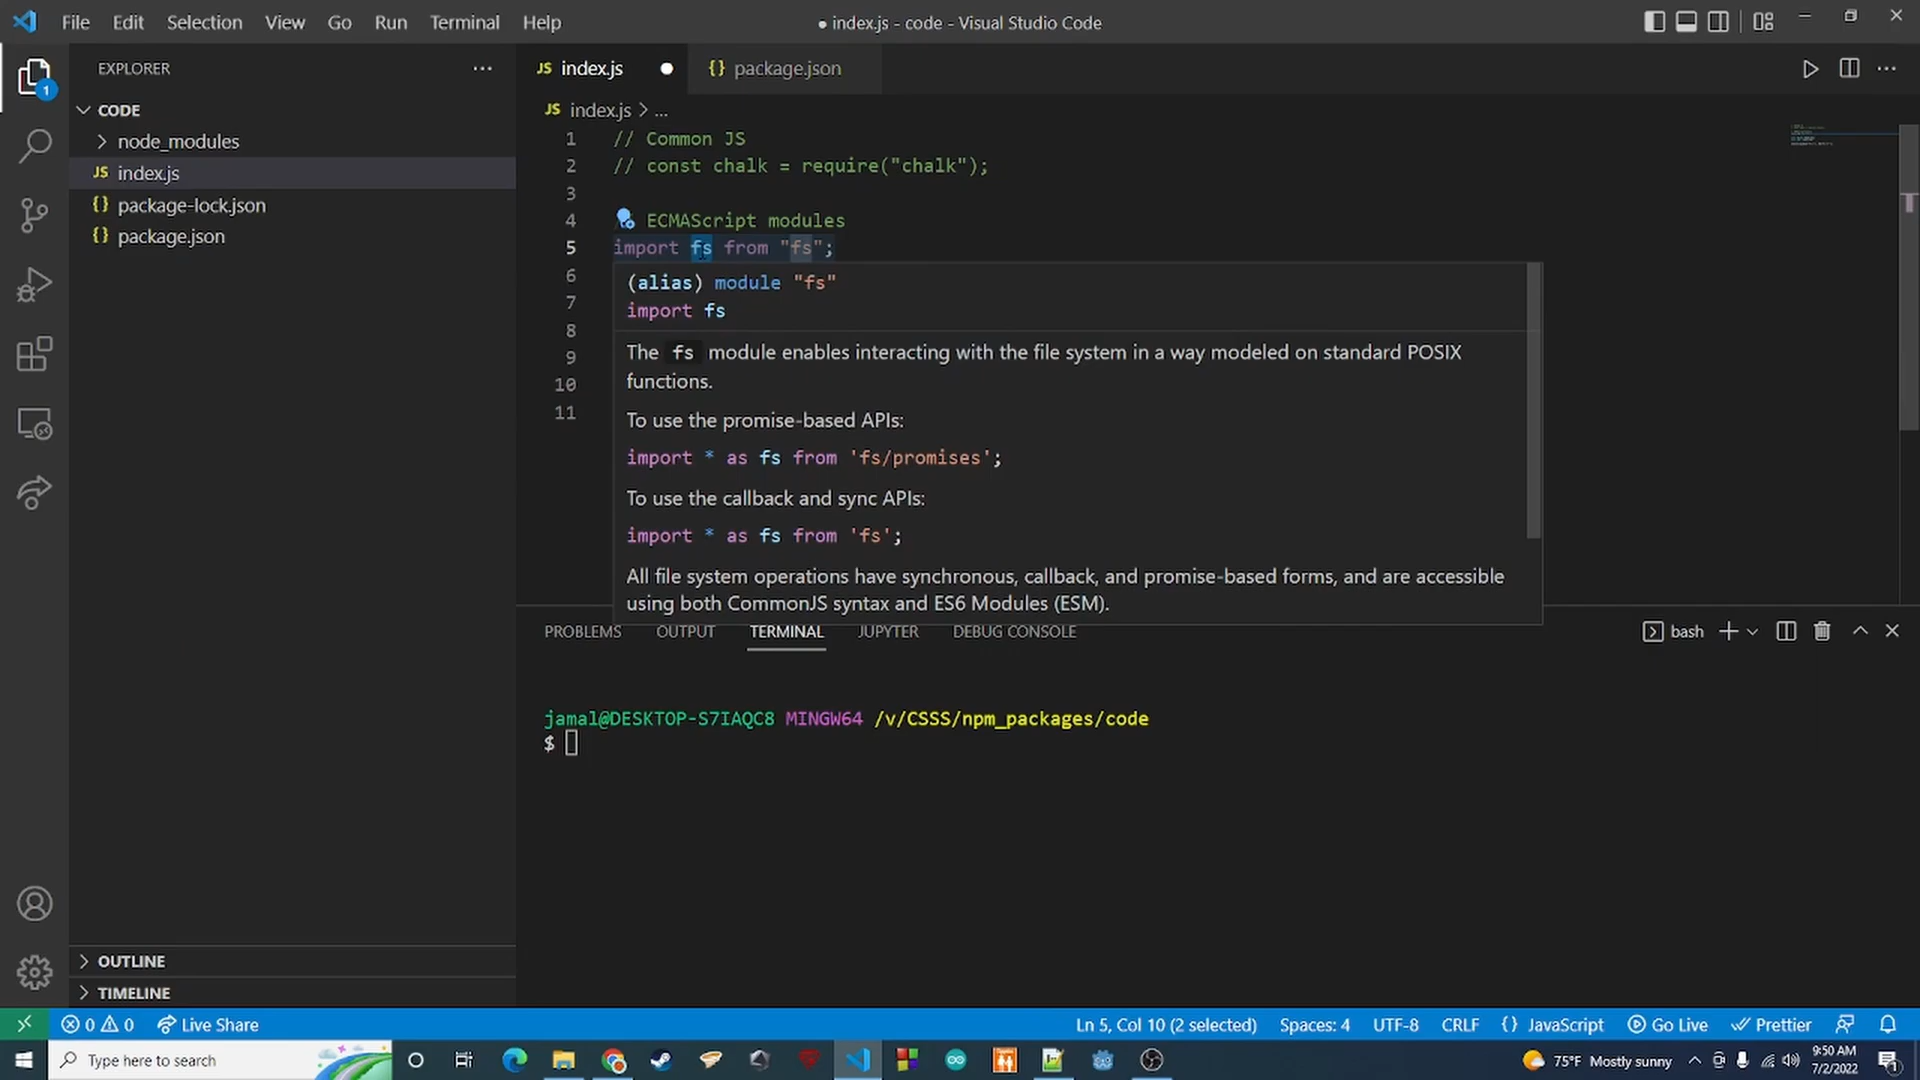 File Edit Selection View Go Run Terminal Help
● index.js - code - Visual Studio Code
EXPLORER
JS index.js
{} package.json
1
CODE
node_modules
JS index.js
{} package-lock.json
{} package.json
JS index.js > ...
1 // Common JS
2 // const chalk = require("chalk");
3
4 ECMAScript modules
5 import fs from "fs";
6
7
8
9
10
11
(alias) module "fs"
import fs
The fs module enables interacting with the file system in a way modeled on standard POSIX
functions.
To use the promise-based APIs:
import * as fs from 'fs/promises';
To use the callback and sync APIs:
import * as fs from 'fs';
All file system operations have synchronous, callback, and promise-based forms, and are accessible
using both CommonJS syntax and ES6 Modules (ESM).
PROBLEMS OUTPUT TERMINAL JUPYTER DEBUG CONSOLE
bash
jamal@DESKTOP-S7IAQC8 MINGW64 /v/CSSS/npm_packages/code
$
OUTLINE
TIMELINE
0 0 Live Share
Ln 5, Col 10 (2 selected) Spaces: 4 UTF-8 CRLF {} JavaScript Go Live Prettier
Type here to search
75°F Mostly sunny
9:50 AM
7/2/2022
1